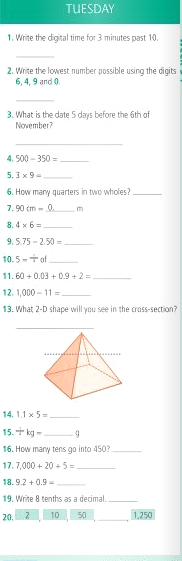 TUESDAY
1. Write the digital time for 3 minutes past 10.
2. Write the lowest number possible using the digits
6, 4, 9 and 0.
3. What is the date 5 days before the 6th of
November?
4. 500 – 350 =
5. 3 × 9 =
6. How many quarters in two wholes?
7. 90 cm = 0. m
8. 4 × 6 =
9. 5.75 – 2.50 =
10. 5 = of
11. 60 + 0.03 + 0.9 + 2 =
12. 1,000 – 11 =
13. What 2-D shape will you see in the cross-section?
14. 1.1 × 5 =
15. kg = g
16. How many tens go into 450?
17. 7,000 + 20 + 5 =
18. 9.2 + 0.9 =
19. Write 8 tenths as a decimal.
20. 2 , 10 , 50 , , 1,250